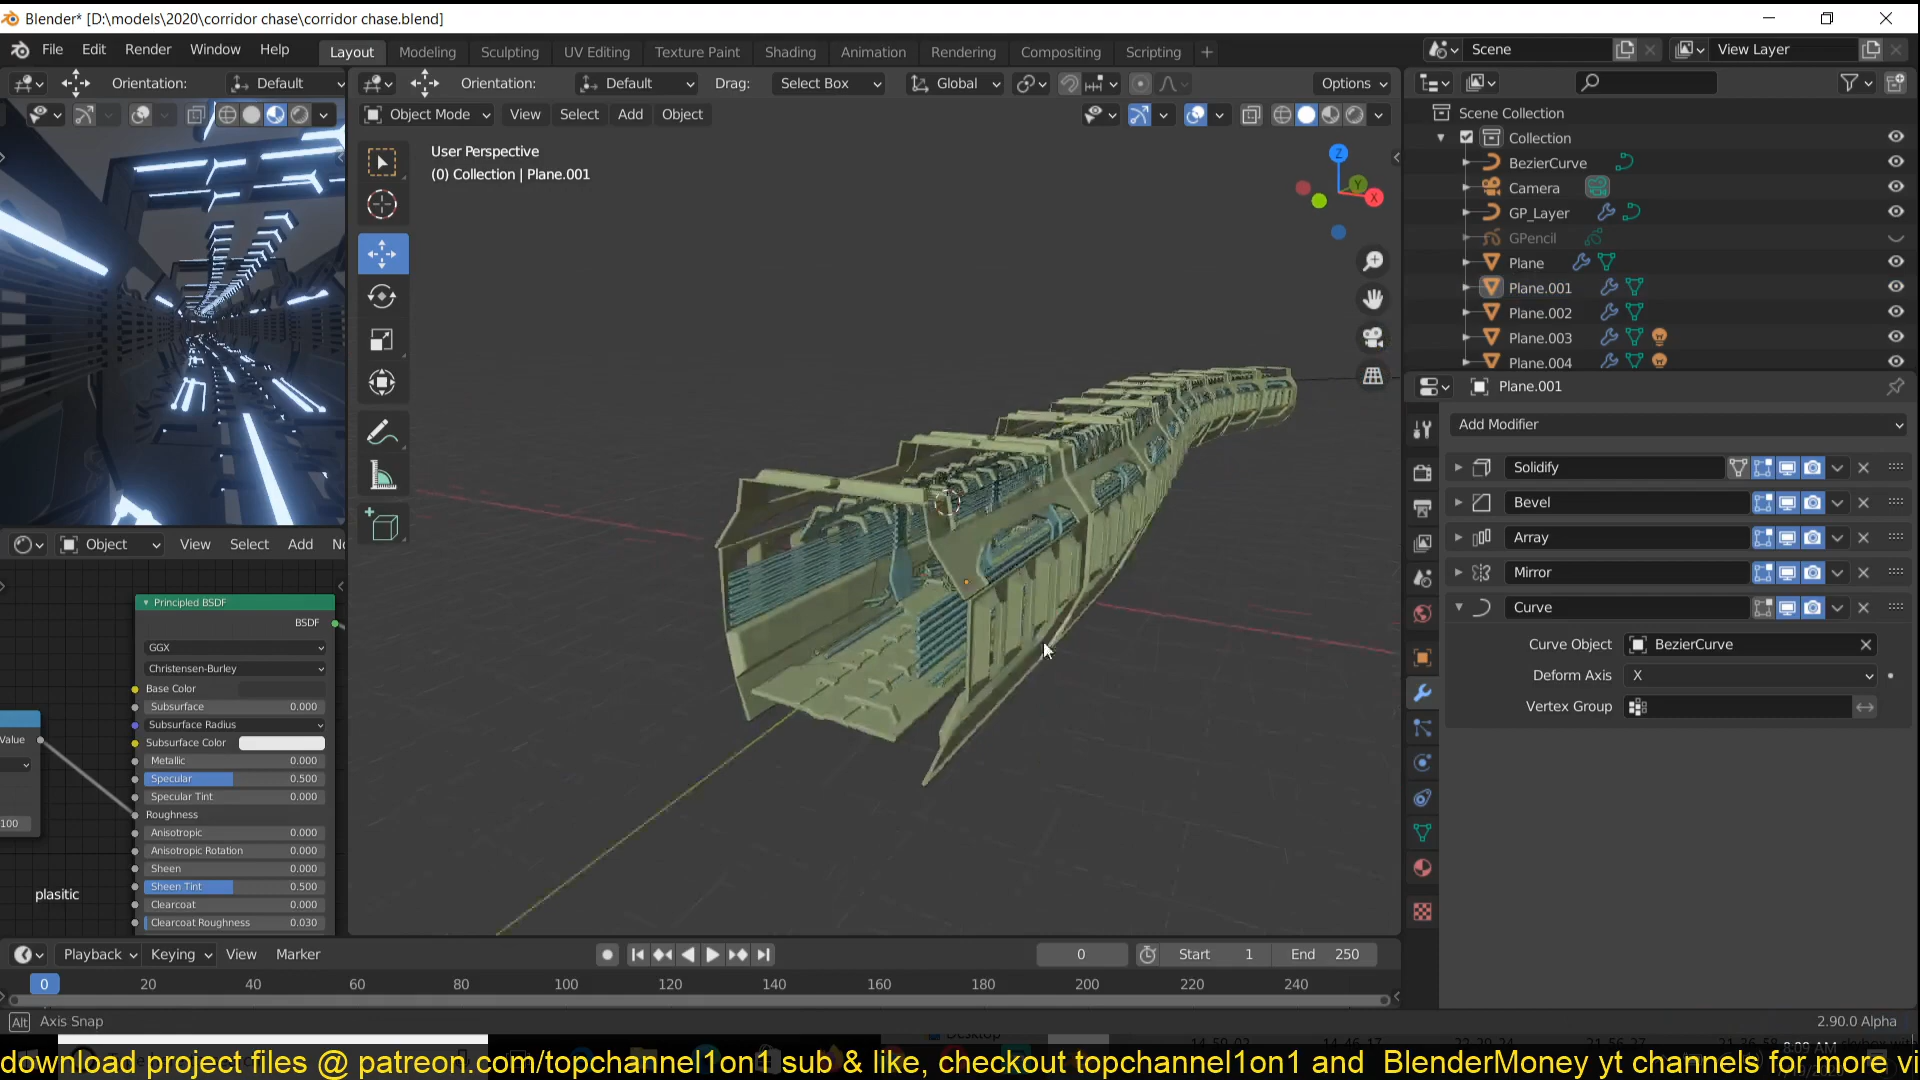 Blender* [D:\models\2020\corridor chase\corridor chase.blend]
File Edit Render Window Help Layout Modeling Sculpting UV Editing Texture Paint Shading Animation Rendering Compositing Scripting + Scene View Layer
Orientation: Default Orientation: Default Drag: Select Box Global Options
Object Mode View Select Add Object
User Perspective
(0) Collection | Plane.001
Z
Y
X
Scene Collection
Collection
BezierCurve
Camera
GP_Layer
GPencil
Plane
Plane.001
Plane.002
Plane.003
Plane.004
Plane.001
Add Modifier
Solidify
Bevel
Array
Mirror
Curve
Curve Object BezierCurve
Deform Axis X
Vertex Group
Object View Select Add
Principled BSDF
BSDF
GGX
Christensen-Burley
Base Color
Subsurface 0.000
Subsurface Radius
Subsurface Color
Metallic 0.000
Specular 0.500
Specular Tint 0.000
Roughness
Anisotropic 0.000
Anisotropic Rotation 0.000
Sheen 0.000
Sheen Tint 0.500
Clearcoat 0.000
Clearcoat Roughness 0.030
Value
100
plasitic
Playback Keying View Marker 0 Start 1 End 250
0 20 40 60 80 100 120 140 160 180 200 220 240
Alt Axis Snap 2.90.0 Alpha
Desktop
8:09 AM
download project files @ patreon.com/topchannel1on1 sub & like, checkout topchannel1on1 and BlenderMoney yt channels for more vi